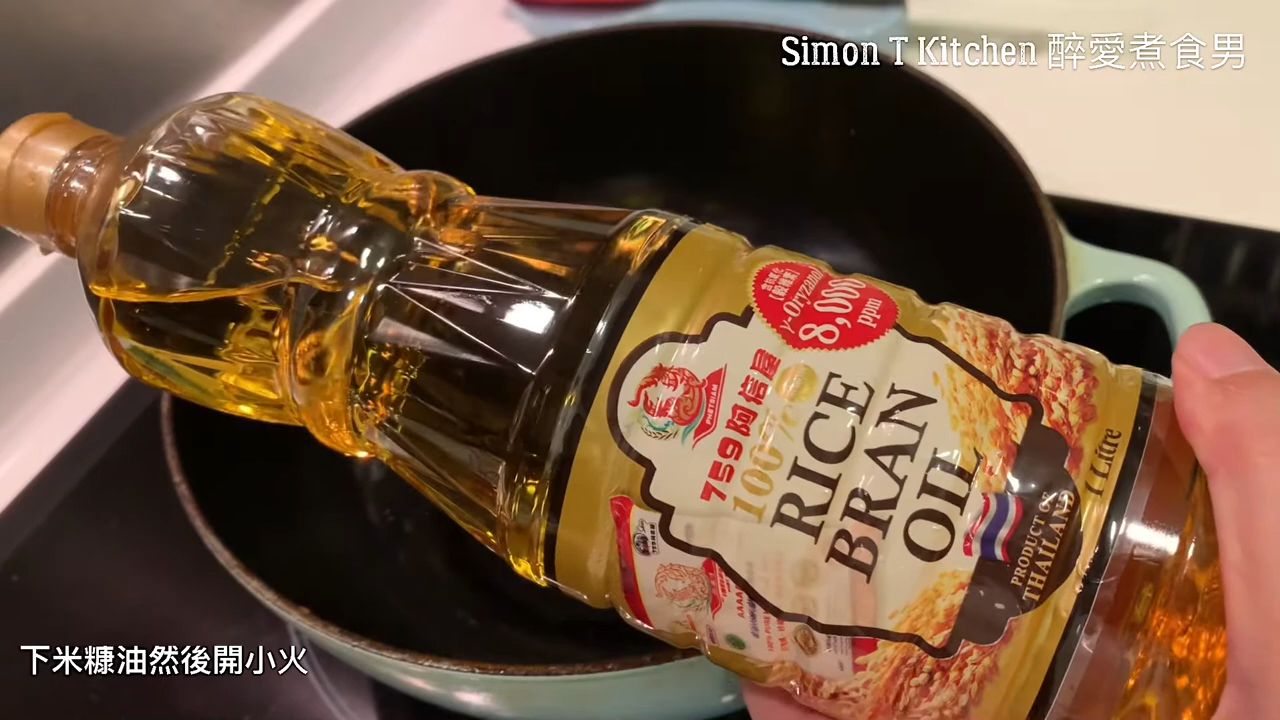 Simon T Kitchen 醉愛煮食男
γ-Oryzanol
8,000
ppm
PHETSIAM
759阿信屋
100%
RICE
BRAN
OIL
1 Litre
PRODUCT OF
THAILAND
下米糠油然後開小火